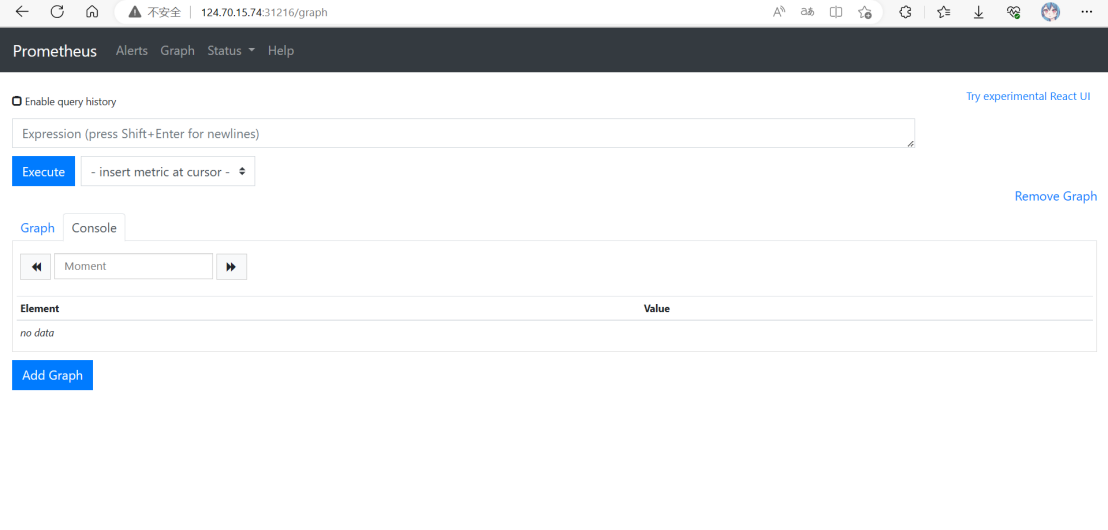 不安全 | 124.70.15.74:31216/graph
Prometheus Alerts Graph Status Help
Enable query history
Try experimental React UI
Expression (press Shift+Enter for newlines)
Execute - insert metric at cursor -
Remove Graph
Graph Console
Moment
Element Value
no data
Add Graph